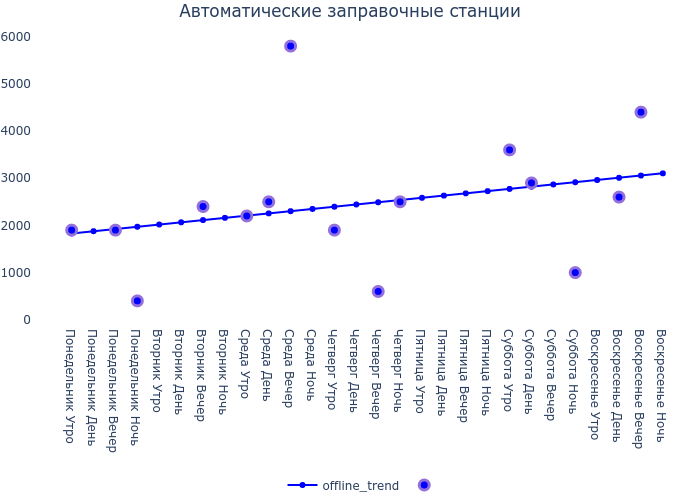 Автоматические заправочные станции
6000
5000
4000
3000
2000
1000
0
Понедельник Утро
Понедельник День
Понедельник Вечер
Понедельник Ночь
Вторник Утро
Вторник День
Вторник Вечер
Вторник Ночь
Среда Утро
Среда День
Среда Вечер
Среда Ночь
Четверг Утро
Четверг День
Четверг Вечер
Четверг Ночь
Пятница Утро
Пятница День
Пятница Вечер
Пятница Ночь
Суббота Утро
Суббота День
Суббота Вечер
Суббота Ночь
Воскресенье Утро
Воскресенье День
Воскресенье Вечер
Воскресенье Ночь
offline_trend